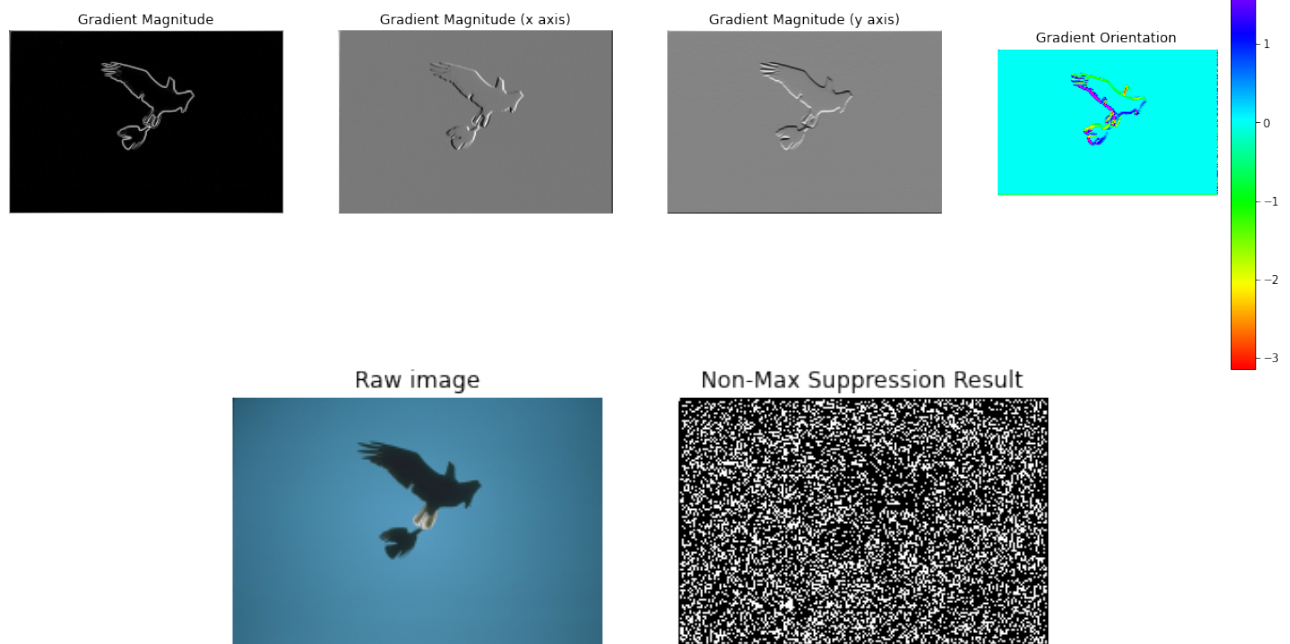 Gradient Magnitude
Gradient Magnitude (x axis)
Gradient Magnitude (y axis)
Gradient Orientation
1
0
−1
−2
−3
Raw image
Non-Max Suppression Result